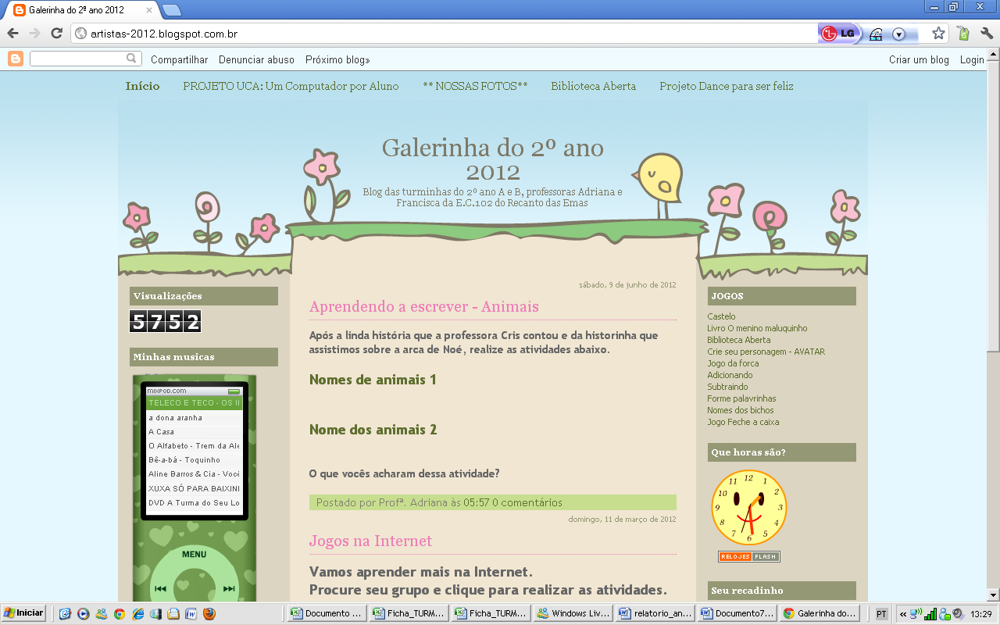 Galerinha do 2º ano 2012
artistas-2012.blogspot.com.br
LG
Compartilhar Denunciar abuso Próximo blog» Criar um blog Login
Início PROJETO UCA: Um Computador por Aluno ** NOSSAS FOTOS** Biblioteca Aberta Projeto Dance para ser feliz
Galerinha do 2º ano
2012
Blog das turminhas do 2º ano A e B, professoras Adriana e
Francisca da E.C.102 do Recanto das Emas
Visualizações
5752
Minhas musicas
mixpod.com
TELECO E TECO - OS II
a dona aranha
A Casa
O Alfabeto - Trem da Ale
Bê-a-bá - Toquinho
Aline Barros & Cia - Você
XUXA SÓ PARA BAIXINI
DVD A Turma do Seu Lo
MENU
sábado, 9 de junho de 2012
Aprendendo a escrever - Animais
Após a linda história que a professora Cris contou e da historinha que
assistimos sobre a arca de Noé, realize as atividades abaixo.
Nomes de animais 1
Nome dos animais 2
O que vocês acharam dessa atividade?
Postado por Profª. Adriana às 05:57 0 comentários
domingo, 11 de março de 2012
Jogos na Internet
Vamos aprender mais na Internet.
Procure seu grupo e clique para realizar as atividades.
JOGOS
Castelo
Livro O menino maluquinho
Biblioteca Aberta
Crie seu personagem - AVATAR
Jogo da forca
Adicionando
Subtraindo
Forme palavrinhas
Nomes dos bichos
Jogo Feche a caixa
Que horas são?
12
1
2
3
4
5
6
7
8
9
10
11
RELOJES FLASH
Seu recadinho
Iniciar Documento ... Ficha_TURM... Ficha_TURM... Windows Liv... relatorio_an... Documento7... Galerinha do... PT « 13:29